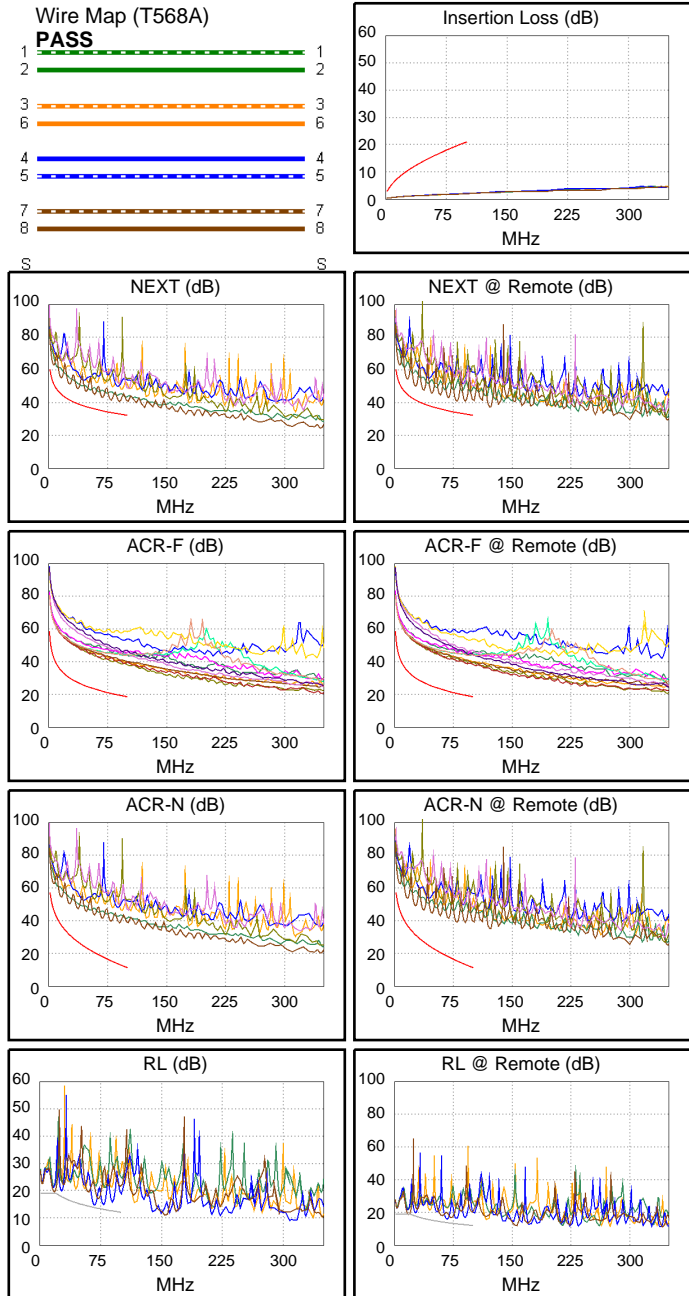 Wire Map (T568A)
PASS
1 1
2 2
3 3
6 6
4 4
5 5
7 7
8 8
S S
Insertion Loss (dB)
60
50
40
30
20
10
0
0 75 150 225 300
MHz
NEXT (dB)
100
80
60
40
20
0
0 75 150 225 300
MHz
NEXT @ Remote (dB)
100
80
60
40
20
0
0 75 150 225 300
MHz
ACR-F (dB)
100
80
60
40
20
0
0 75 150 225 300
MHz
ACR-F @ Remote (dB)
100
80
60
40
20
0
0 75 150 225 300
MHz
ACR-N (dB)
100
80
60
40
20
0
0 75 150 225 300
MHz
ACR-N @ Remote (dB)
100
80
60
40
20
0
0 75 150 225 300
MHz
RL (dB)
60
50
40
30
20
10
0
0 75 150 225 300
MHz
RL @ Remote (dB)
100
80
60
40
20
0
0 75 150 225 300
MHz